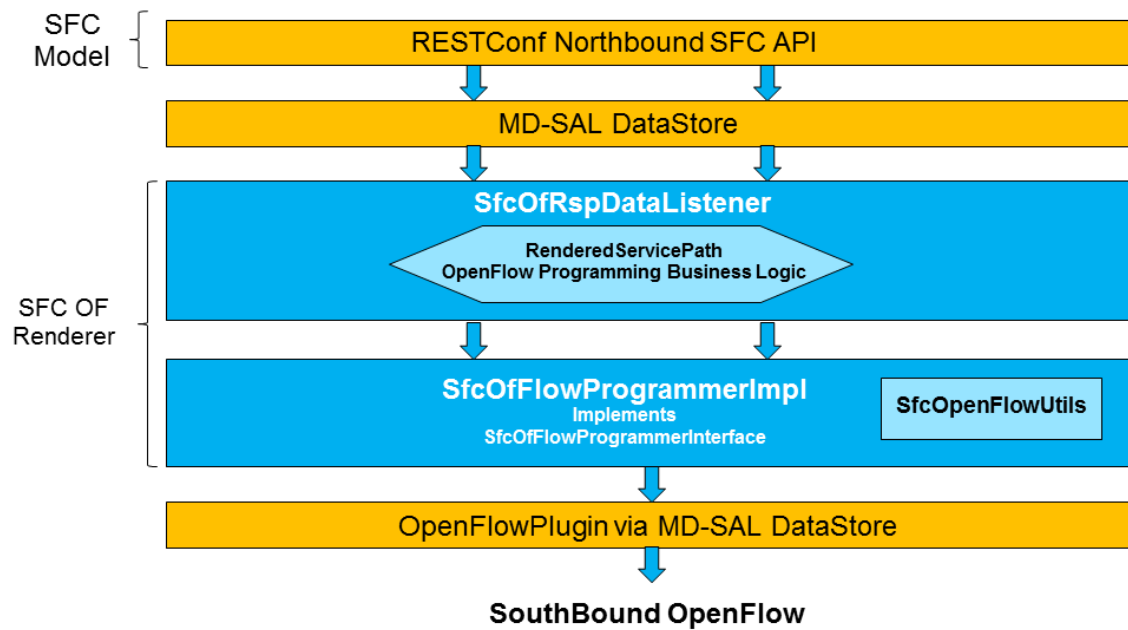 SFC
Model
RESTConf Northbound SFC API
MD-SAL DataStore
SfcOfRspDataListener
RenderedServicePath
OpenFlow Programming Business Logic
SFC OF
Renderer
SfcOfFlowProgrammerImpl
Implements
SfcOfFlowProgrammerInterface
SfcOpenFlowUtils
OpenFlowPlugin via MD-SAL DataStore
SouthBound OpenFlow